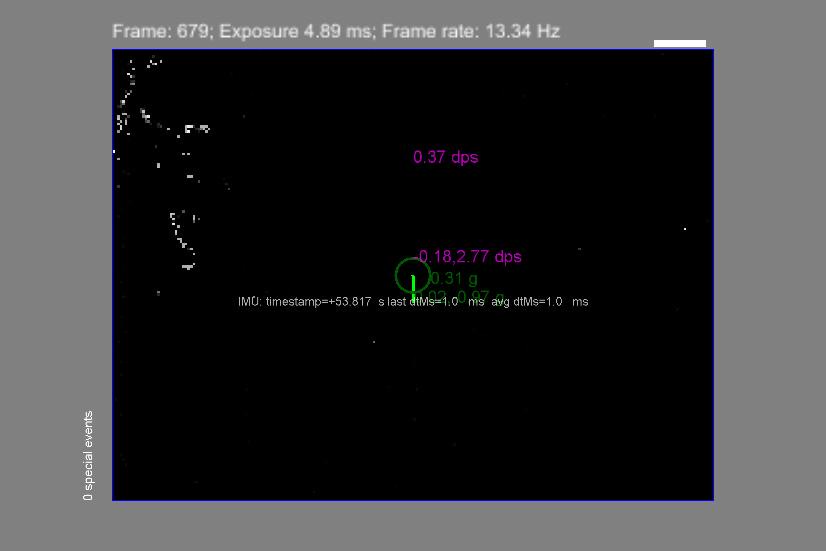 Frame: 679; Exposure 4.89 ms; Frame rate: 13.34 Hz
0.37 dps
-0.18,2.77 dps
0.31 g
IMU: timestamp=+53.817 s last dtMs=1.0 ms avg dtMs=1.0 ms
0 special events